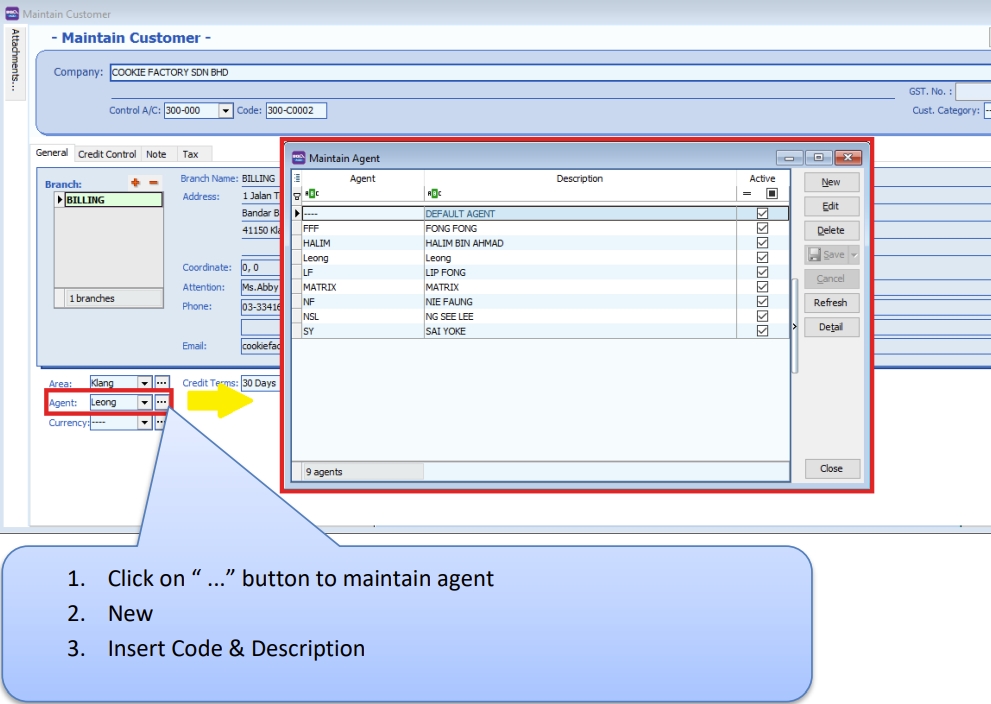 Maintain Customer
Attachments...
- Maintain Customer -
Company: COOKIE FACTORY SDN BHD
GST. No. :
Control A/C: 300-000 Code: 300-C0002 Cust. Category:
General Credit Control Note Tax
Branch:
BILLING
1 branches
Branch Name: BILLING
Address: 1 Jalan T
Bandar B
41150 Kla
Coordinate: 0, 0
Attention: Ms.Abby
Phone: 03-33416
Email: cookiefac
Area: Klang ... Credit Terms: 30 Days
Agent: Leong ...
Currency: ---- ...
Maintain Agent
Agent Description Active
---- DEFAULT AGENT
FFF FONG FONG
HALIM HALIM BIN AHMAD
Leong Leong
LF LIP FONG
MATRIX MATRIX
NF NIE FAUNG
NSL NG SEE LEE
SY SAI YOKE
9 agents
New
Edit
Delete
Save
Cancel
Refresh
Detail
Close
1. Click on “ ...” button to maintain agent
2. New
3. Insert Code & Description